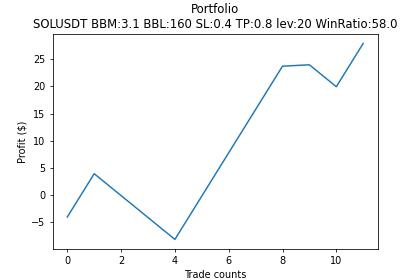 Portfolio
SOLUSDT BBM:3.1 BBL:160 SL:0.4 TP:0.8 lev:20 WinRatio:58.0
25
20
15
10
5
0
−5
Profit ($)
0 2 4 6 8 10
Trade counts